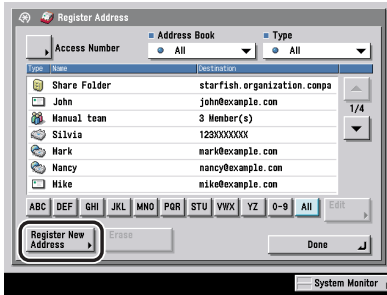 Register Address
Address Book
Type
Access Number
All
All
Type Name Destination
Share Folder starfish.organization.compa
John john@example.com
Manual team 3 Member(s)
Silvia 123XXXXXXX
Mark mark@example.com
Nancy nancy@example.com
Mike mike@example.com
1/4
ABC DEF GHI JKL MNO PQR STU VWX YZ 0-9 All Edit
Register New
Address
Erase
Done
System Monitor